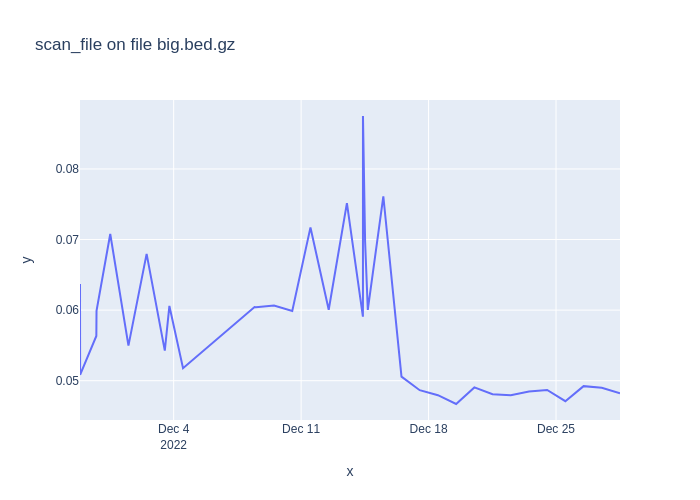 scan_file on file big.bed.gz
y
0.08
0.07
0.06
0.05
Dec 4
2022
Dec 11
Dec 18
Dec 25
x